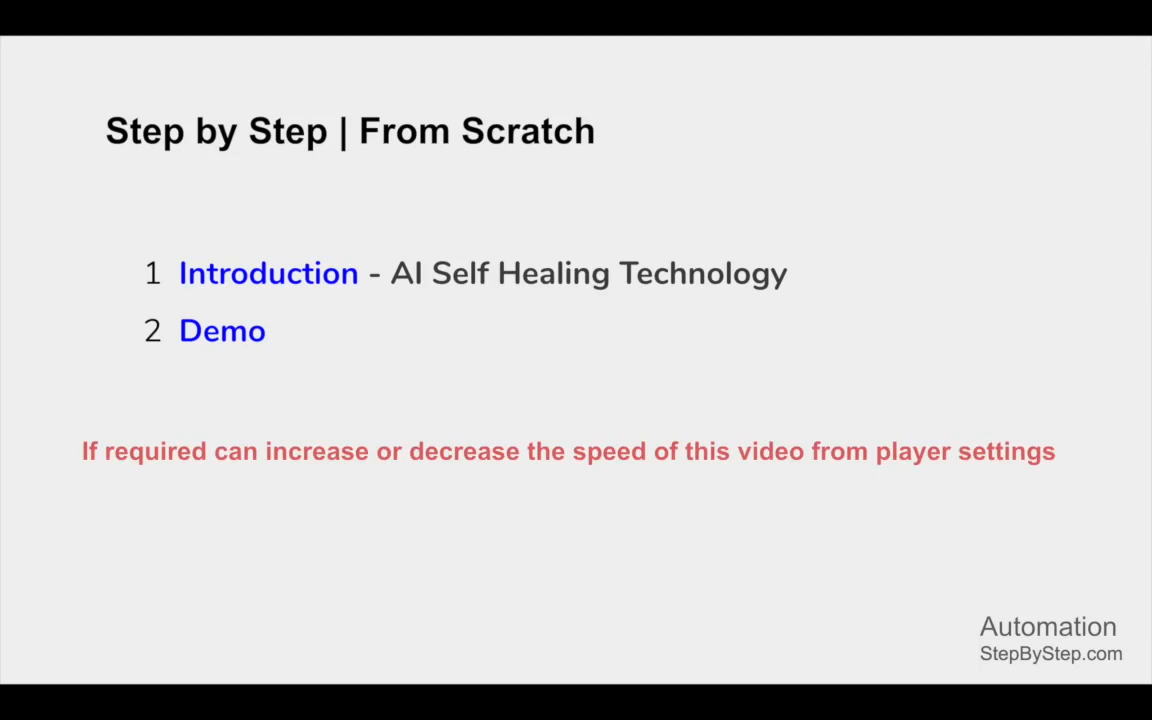 Step by Step | From Scratch
1 Introduction - AI Self Healing Technology
2 Demo
If required can increase or decrease the speed of this video from player settings
Automation
StepByStep.com